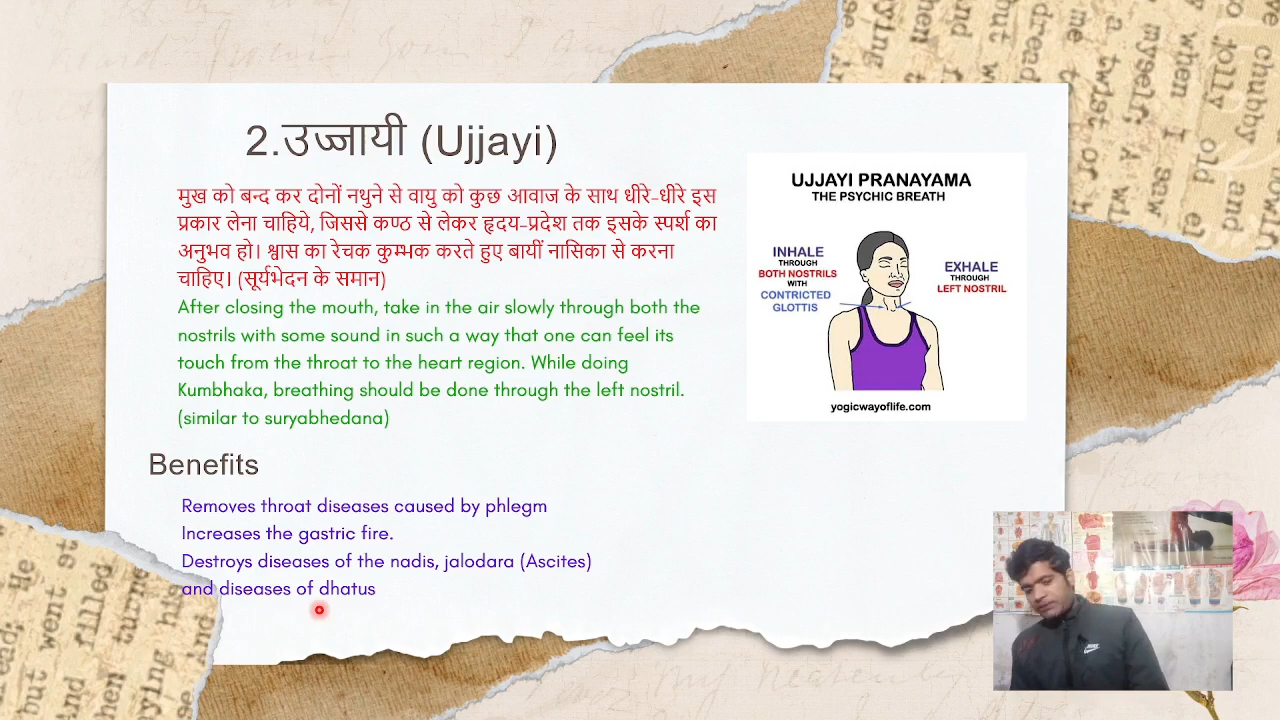 2.उज्जायी (Ujjayi)
मुख को बन्द कर दोनों नथुने से वायु को कुछ आवाज के साथ धीरे-धीरे इस
प्रकार लेना चाहिये, जिससे कण्ठ से लेकर हृदय-प्रदेश तक इसके स्पर्श का
अनुभव हो। श्वास का रेचक कुम्भक करते हुए बायीं नासिका से करना
चाहिए। (सूर्यभेदन के समान)
After closing the mouth, take in the air slowly through both the
nostrils with some sound in such a way that one can feel its
touch from the throat to the heart region. While doing
Kumbhaka, breathing should be done through the left nostril.
(similar to suryabhedana)
Benefits
Removes throat diseases caused by phlegm
Increases the gastric fire.
Destroys diseases of the nadis, jalodara (Ascites)
and diseases of dhatus
UJJAYI PRANAYAMA
THE PSYCHIC BREATH
INHALE
THROUGH
BOTH NOSTRILS
WITH
CONTRICTED
GLOTTIS
EXHALE
THROUGH
LEFT NOSTRIL
yogicwayoflife.com